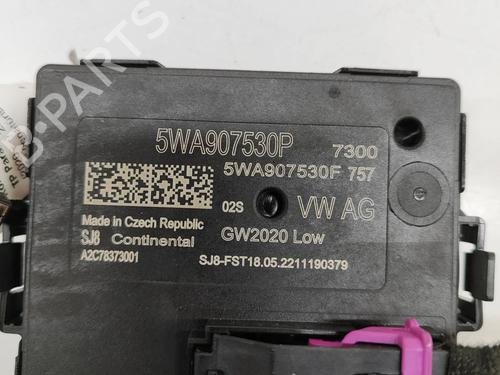 5WA907530P
7300
5WA907530F 757
02S
VW AG
Made in Czech Republic
SJ8 Continental
GW2020 Low
A2C78373001
SJ8-FST18.05.2211190379
B-PARTS